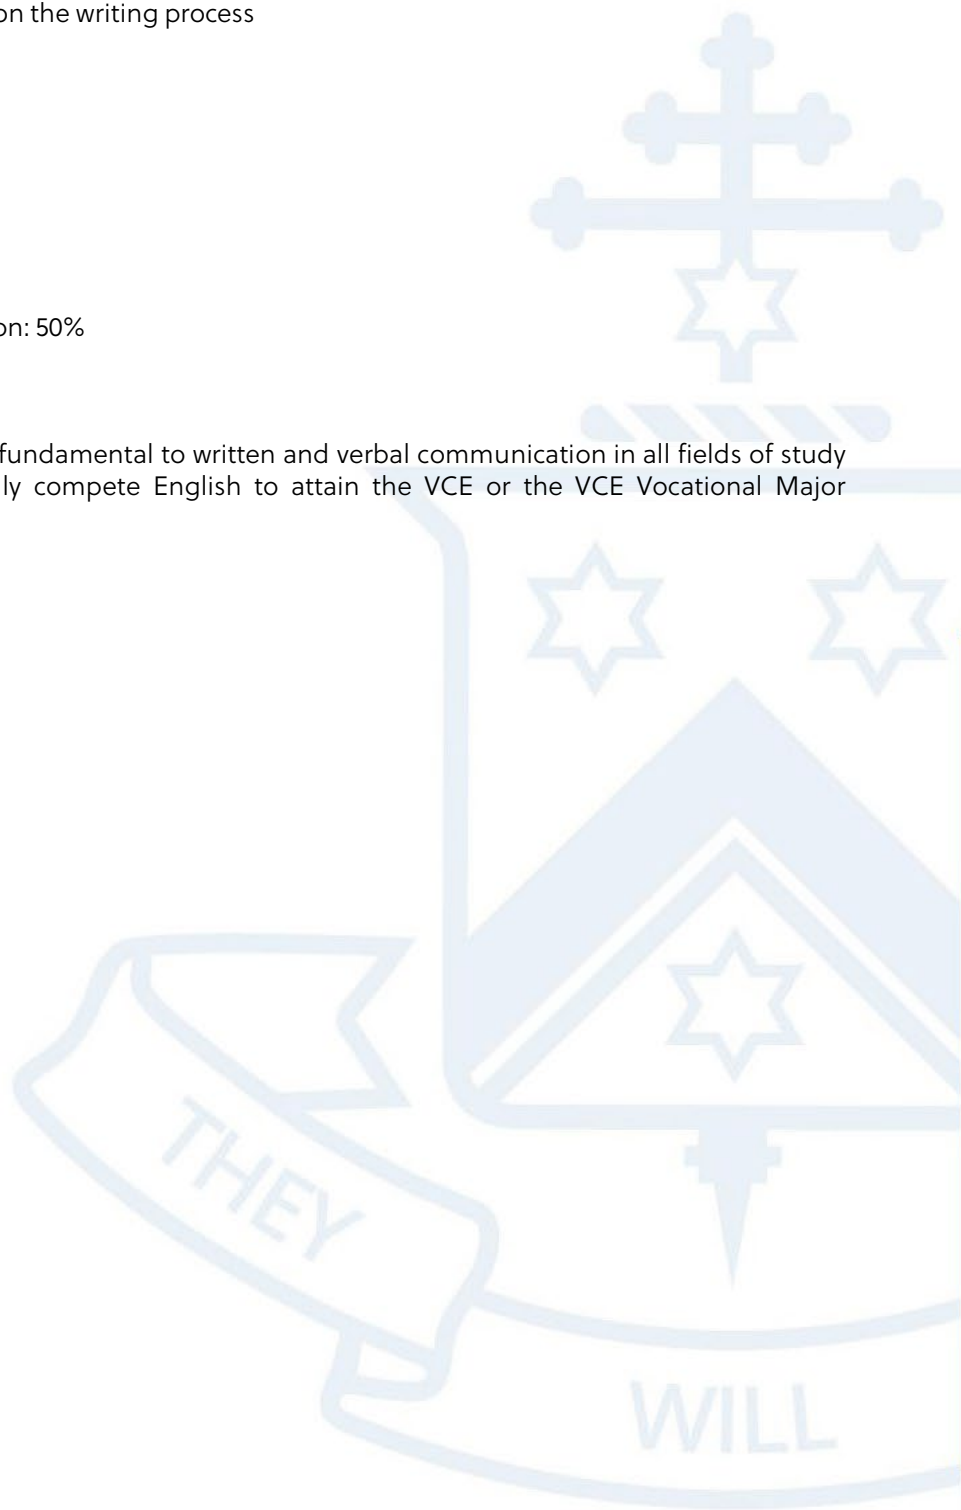 on the writing process
on: 50%
fundamental to written and verbal communication in all fields of study
ly compete English to attain the VCE or the VCE Vocational Major
THEY
WILL